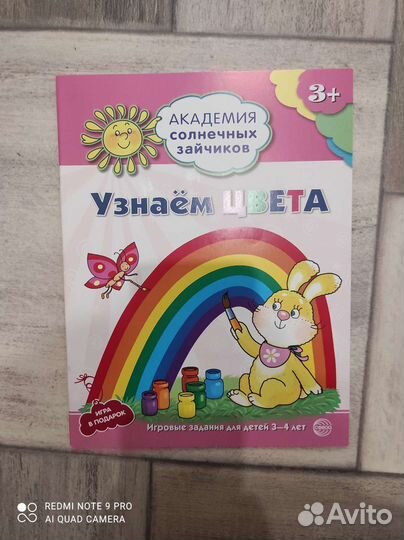 АКАДЕМИЯ
солнечных
зайчиков
3+
Узнаём ЦВЕТА
ИГРА
В ПОДАРОК
Игровые задания для детей 3–4 лет
сфера
REDMI NOTE 9 PRO
AI QUAD CAMERA
Avito